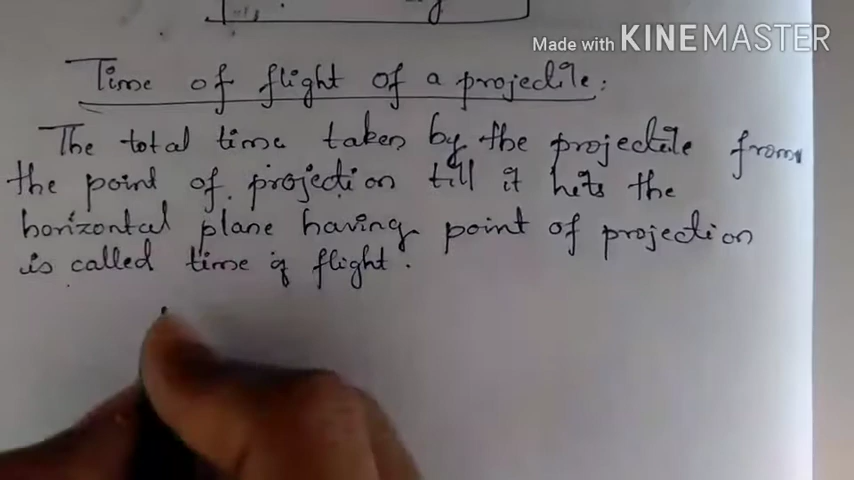 Made with KINEMASTER
Time of flight of a projectile:
The total time taken by the projectile from
the point of projection till it hits the
horizontal plane having point of projection
is called time of flight.